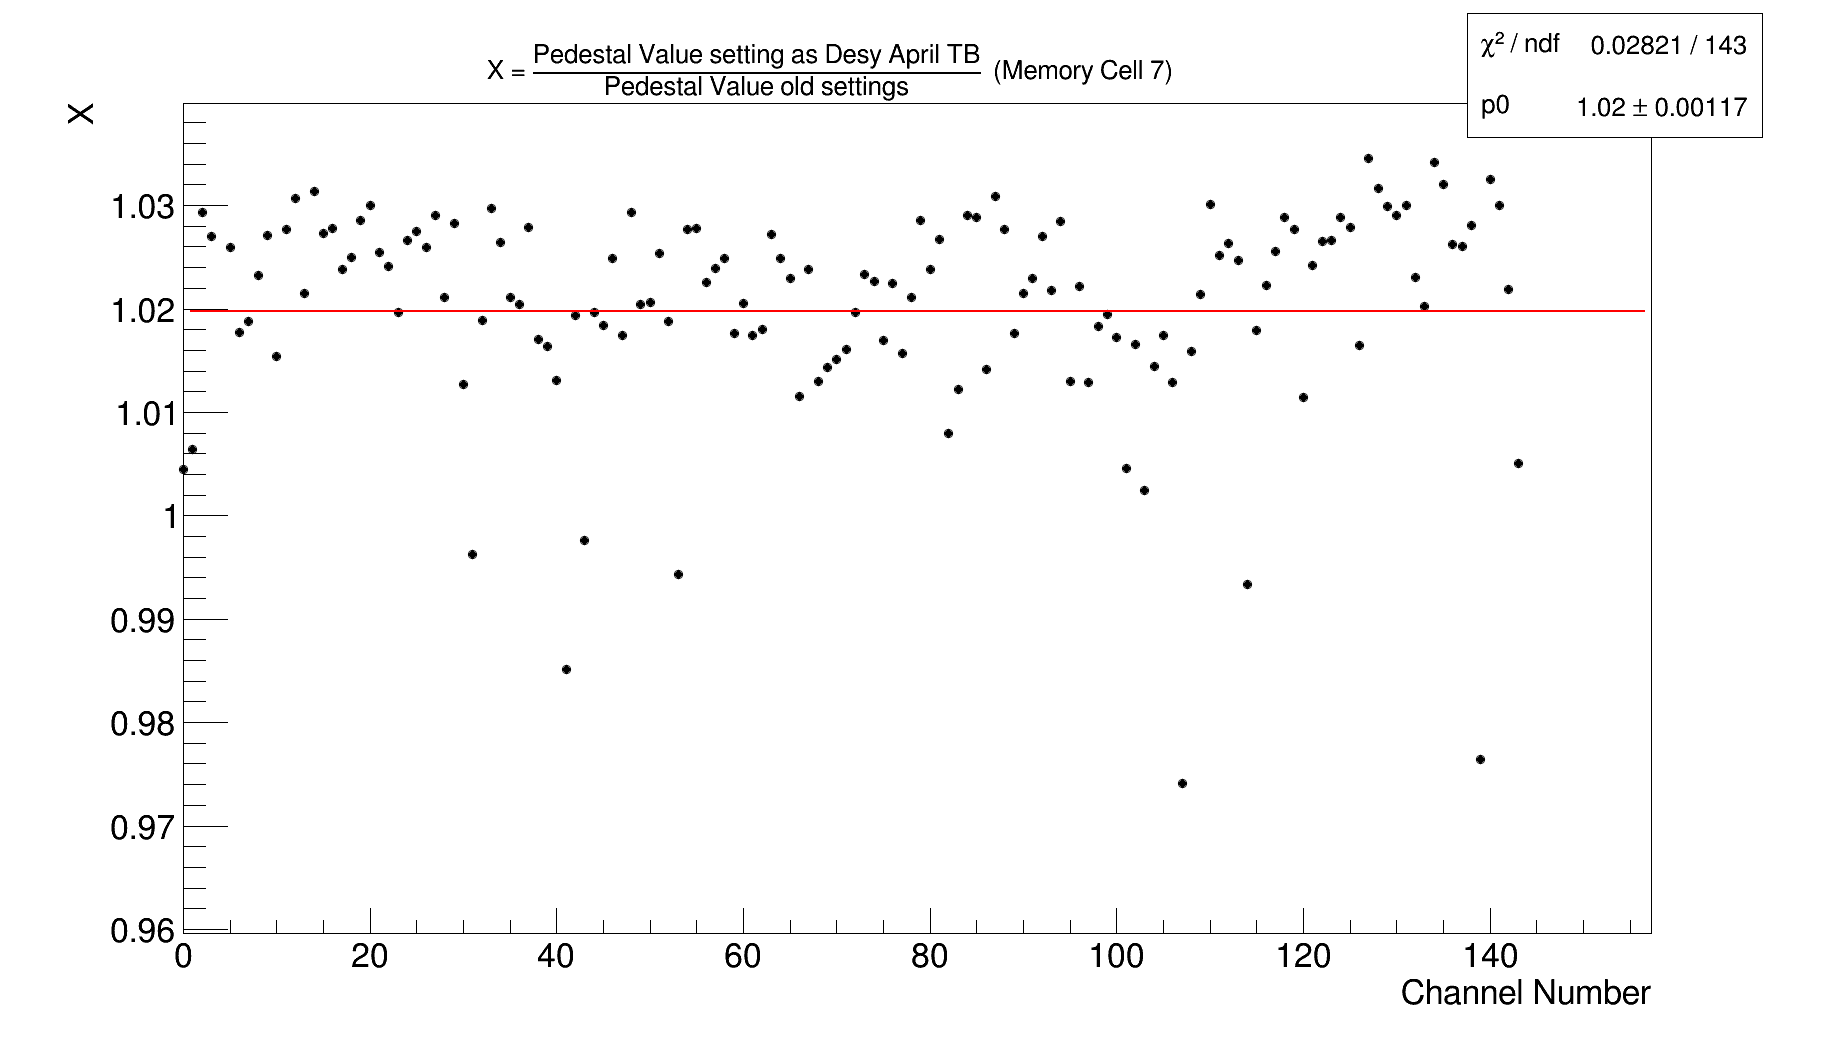 X = Pedestal Value setting as Desy April TB / Pedestal Value old settings (Memory Cell 7)
χ² / ndf 0.02821 / 143
p0 1.02 ± 0.00117
X
1.03
1.02
1.01
1
0.99
0.98
0.97
0.96
0 20 40 60 80 100 120 140
Channel Number